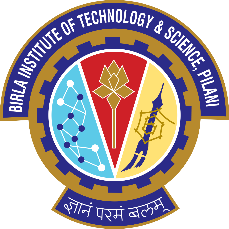 BIRLA INSTITUTE OF TECHNOLOGY & SCIENCE, PILANI
ज्ञानं परमं बलम्